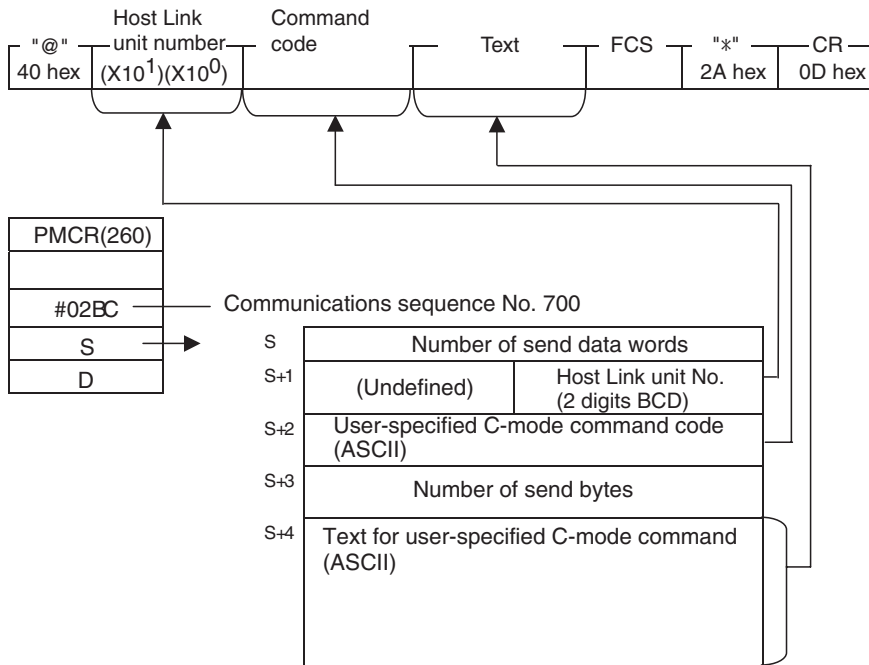 Host Link Command
"@" unit number code Text FCS "*" CR
40 hex (X10¹)(X10⁰) 2A hex 0D hex
PMCR(260)
#02BC Communications sequence No. 700
S
D
S Number of send data words
S+1 (Undefined) Host Link unit No.
(2 digits BCD)
S+2 User-specified C-mode command code
(ASCII)
S+3 Number of send bytes
S+4 Text for user-specified C-mode command
(ASCII)